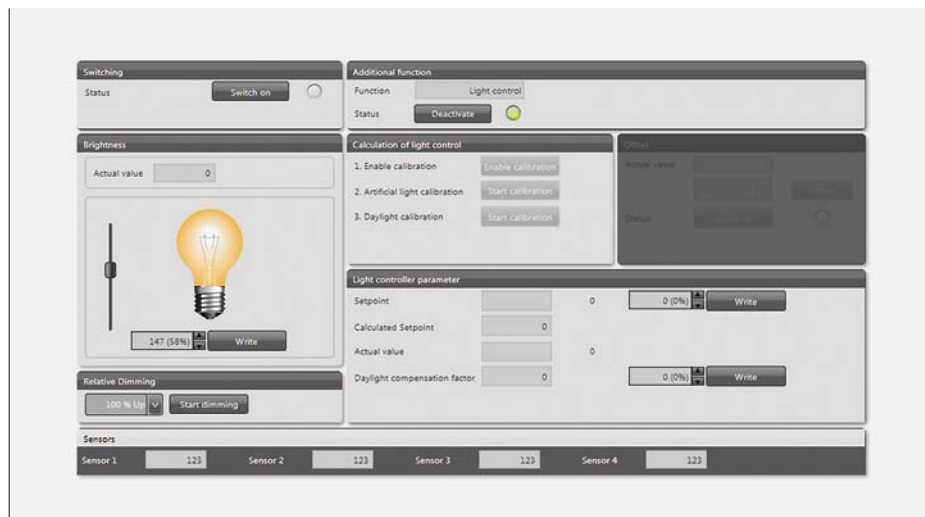 Switching
Status Switch on
Additional function
Function Light control
Status Deactivate
Brightness
Actual value 0
147 (58%) Write
Calculation of light control
1. Enable calibration Enable calibration
2. Artificial light calibration Start calibration
3. Daylight calibration Start calibration
Offset
Actual value
Status
Light controller parameter
Setpoint 0 0 (0%) Write
Calculated Setpoint 0
Actual value 0
Daylight compensation factor 0 0 (0%) Write
Relative Dimming
100 % Up Start dimming
Sensors
Sensor 1 123 Sensor 2 123 Sensor 3 123 Sensor 4 123